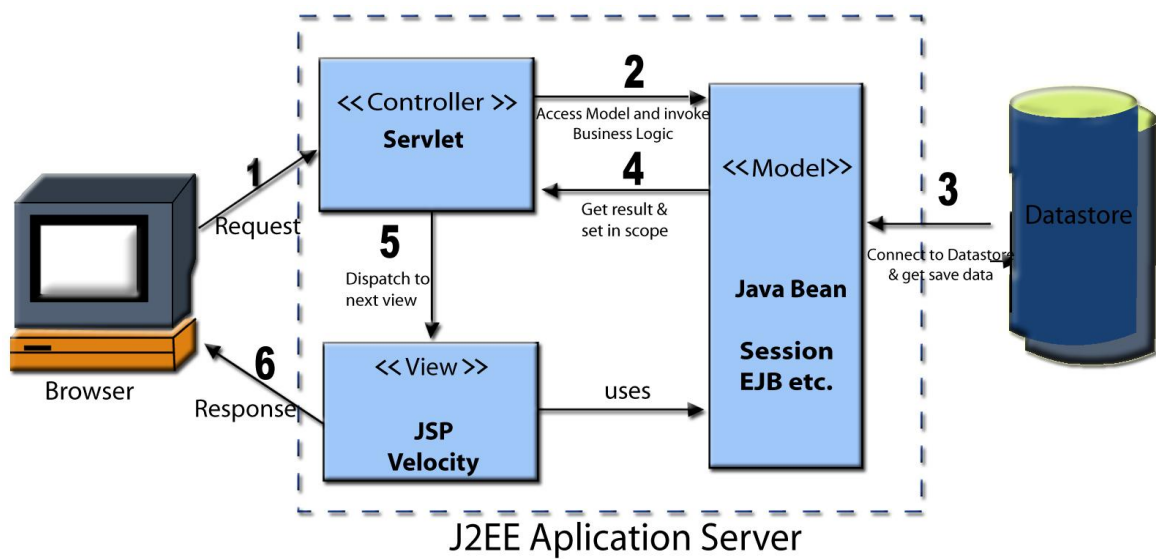 <<Controller>>
Servlet
2
Access Model and invoke
Business Logic
<<Model>>
Java Bean
Session
EJB etc.
1
Request
4
Get result &
set in scope
3
Connect to Datastore
& get save data
Datastore
5
Dispatch to
next view
<<View>>
JSP
Velocity
uses
6
Response
Browser
J2EE Aplication Server